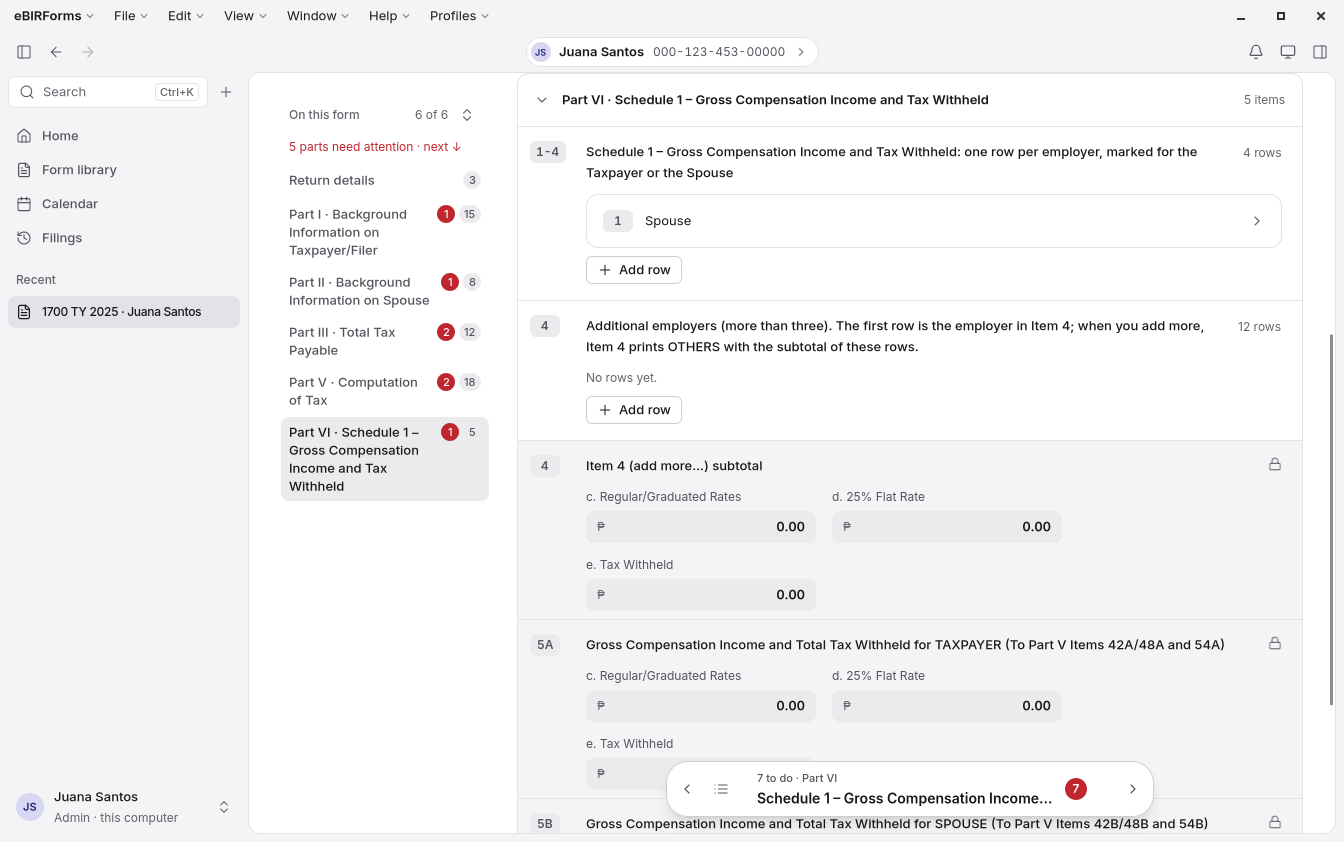 eBIRForms File Edit View Window Help Profiles
JS Juana Santos 000-123-453-00000
Search Ctrl+K
Home
Form library
Calendar
Filings
Recent
1700 TY 2025 · Juana Santos
JS Juana Santos
Admin · this computer
On this form 6 of 6
5 parts need attention · next ↓
Return details 3
Part I · Background 1 15
Information on
Taxpayer/Filer
Part II · Background 1 8
Information on Spouse
Part III · Total Tax 2 12
Payable
Part V · Computation 2 18
of Tax
Part VI · Schedule 1 – 1 5
Gross Compensation
Income and Tax
Withheld
Part VI · Schedule 1 – Gross Compensation Income and Tax Withheld 5 items
1-4 Schedule 1 – Gross Compensation Income and Tax Withheld: one row per employer, marked for the 4 rows
Taxpayer or the Spouse
1 Spouse
Add row
4 Additional employers (more than three). The first row is the employer in Item 4; when you add more, 12 rows
Item 4 prints OTHERS with the subtotal of these rows.
No rows yet.
Add row
4 Item 4 (add more...) subtotal
c. Regular/Graduated Rates d. 25% Flat Rate
₱ 0.00 ₱ 0.00
e. Tax Withheld
₱ 0.00
5A Gross Compensation Income and Total Tax Withheld for TAXPAYER (To Part V Items 42A/48A and 54A)
c. Regular/Graduated Rates d. 25% Flat Rate
₱ 0.00 ₱ 0.00
e. Tax Withheld
₱
7 to do · Part VI
Schedule 1 – Gross Compensation Income... 7
5B Gross Compensation Income and Total Tax Withheld for SPOUSE (To Part V Items 42B/48B and 54B)